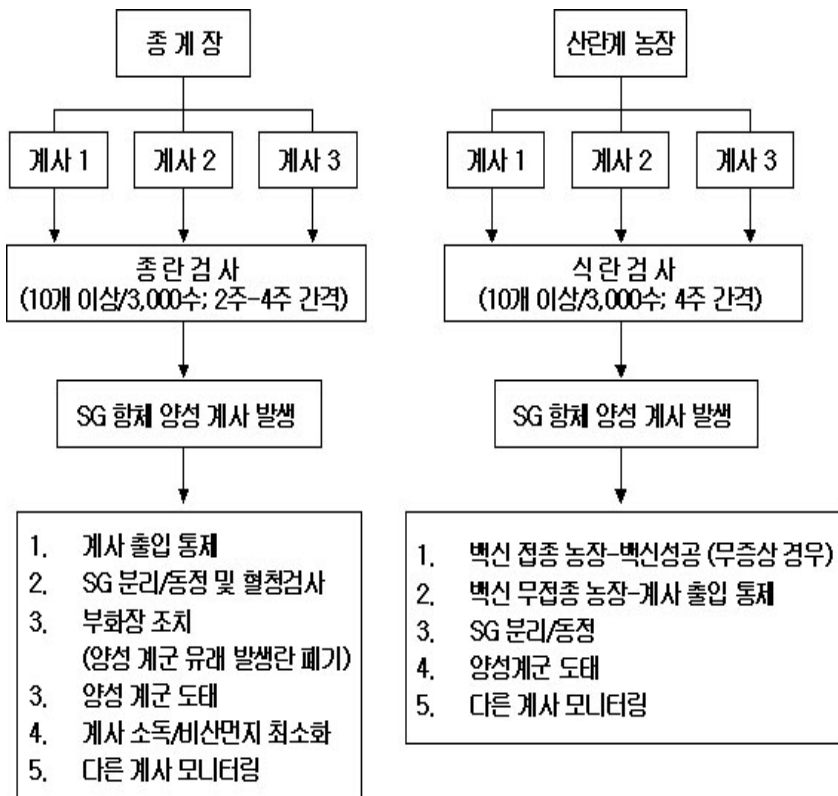 종 계 장
계사 1
계사 2
계사 3
종 란 검 사
(10개 이상/3,000수; 2주-4주 간격)
SG 항체 양성 계사 발생
1. 계사 출입 통제
2. SG 분리/동정 및 혈청검사
3. 부화장 조치
(양성 계군 유래 발생란 폐기)
3. 양성 계군 도태
4. 계사 소독/비산먼지 최소화
5. 다른 계사 모니터링
산란계 농장
계사 1
계사 2
계사 3
식 란 검 사
(10개 이상/3,000수; 4주 간격)
SG 항체 양성 계사 발생
1. 백신 접종 농장-백신성공 (무증상 경우)
2. 백신 무접종 농장-계사 출입 통제
3. SG 분리/동정
4. 양성계군 도태
5. 다른 계사 모니터링